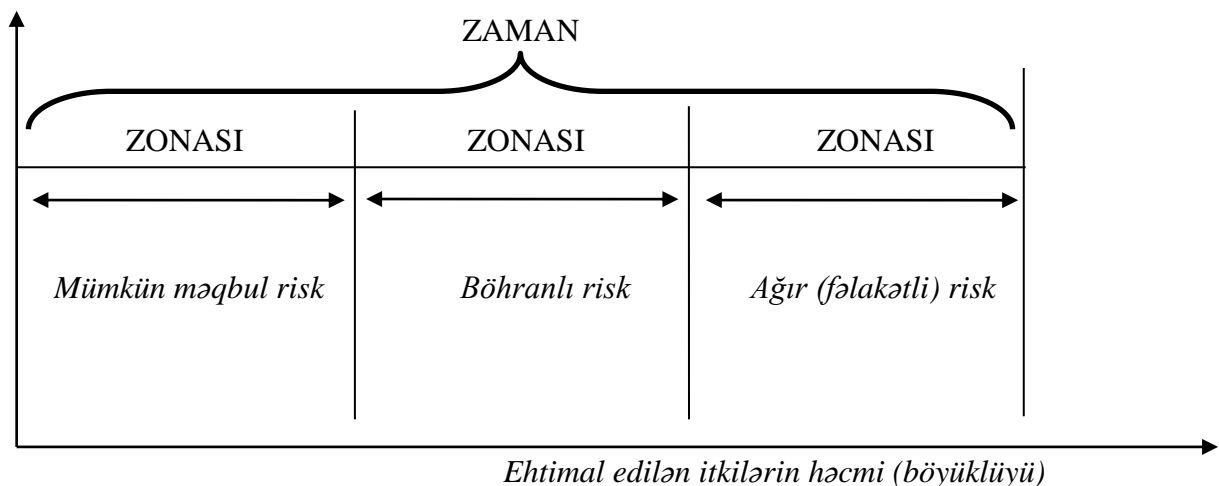 ZAMAN
ZONASI ZONASI ZONASI
Mümkün məqbul risk Böhranlı risk Ağır (fəlakətli) risk
Ehtimal edilən itkilərin həcmi (böyüklüyü)